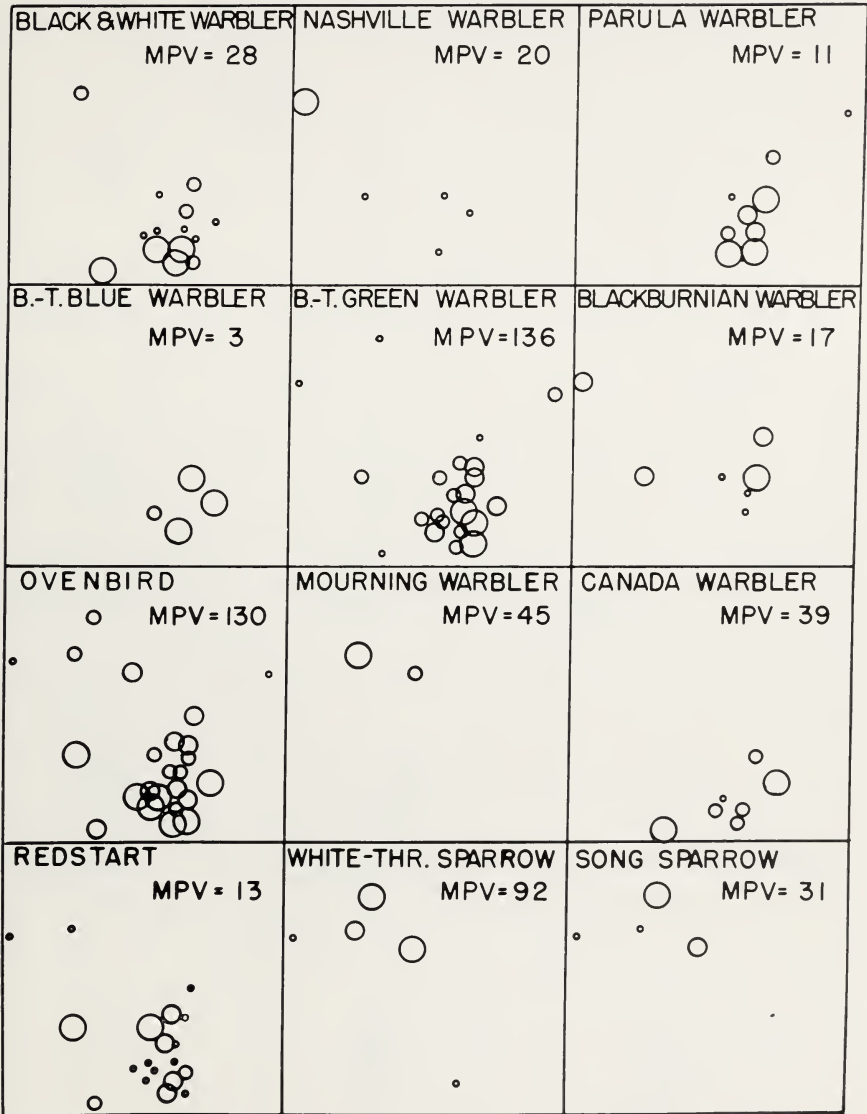 BLACK & WHITE WARBLER
MPV= 28
NASHVILLE WARBLER
MPV= 20
PARULA WARBLER
MPV= 11
B.-T. BLUE WARBLER
MPV= 3
B.-T. GREEN WARBLER
MPV=136
BLACKBURNIAN WARBLER
MPV=17
OVENBIRD
MPV=130
MOURNING WARBLER
MPV=45
CANADA WARBLER
MPV=39
REDSTART
MPV= 13
WHITE-THR. SPARROW
MPV=92
SONG SPARROW
MPV= 31